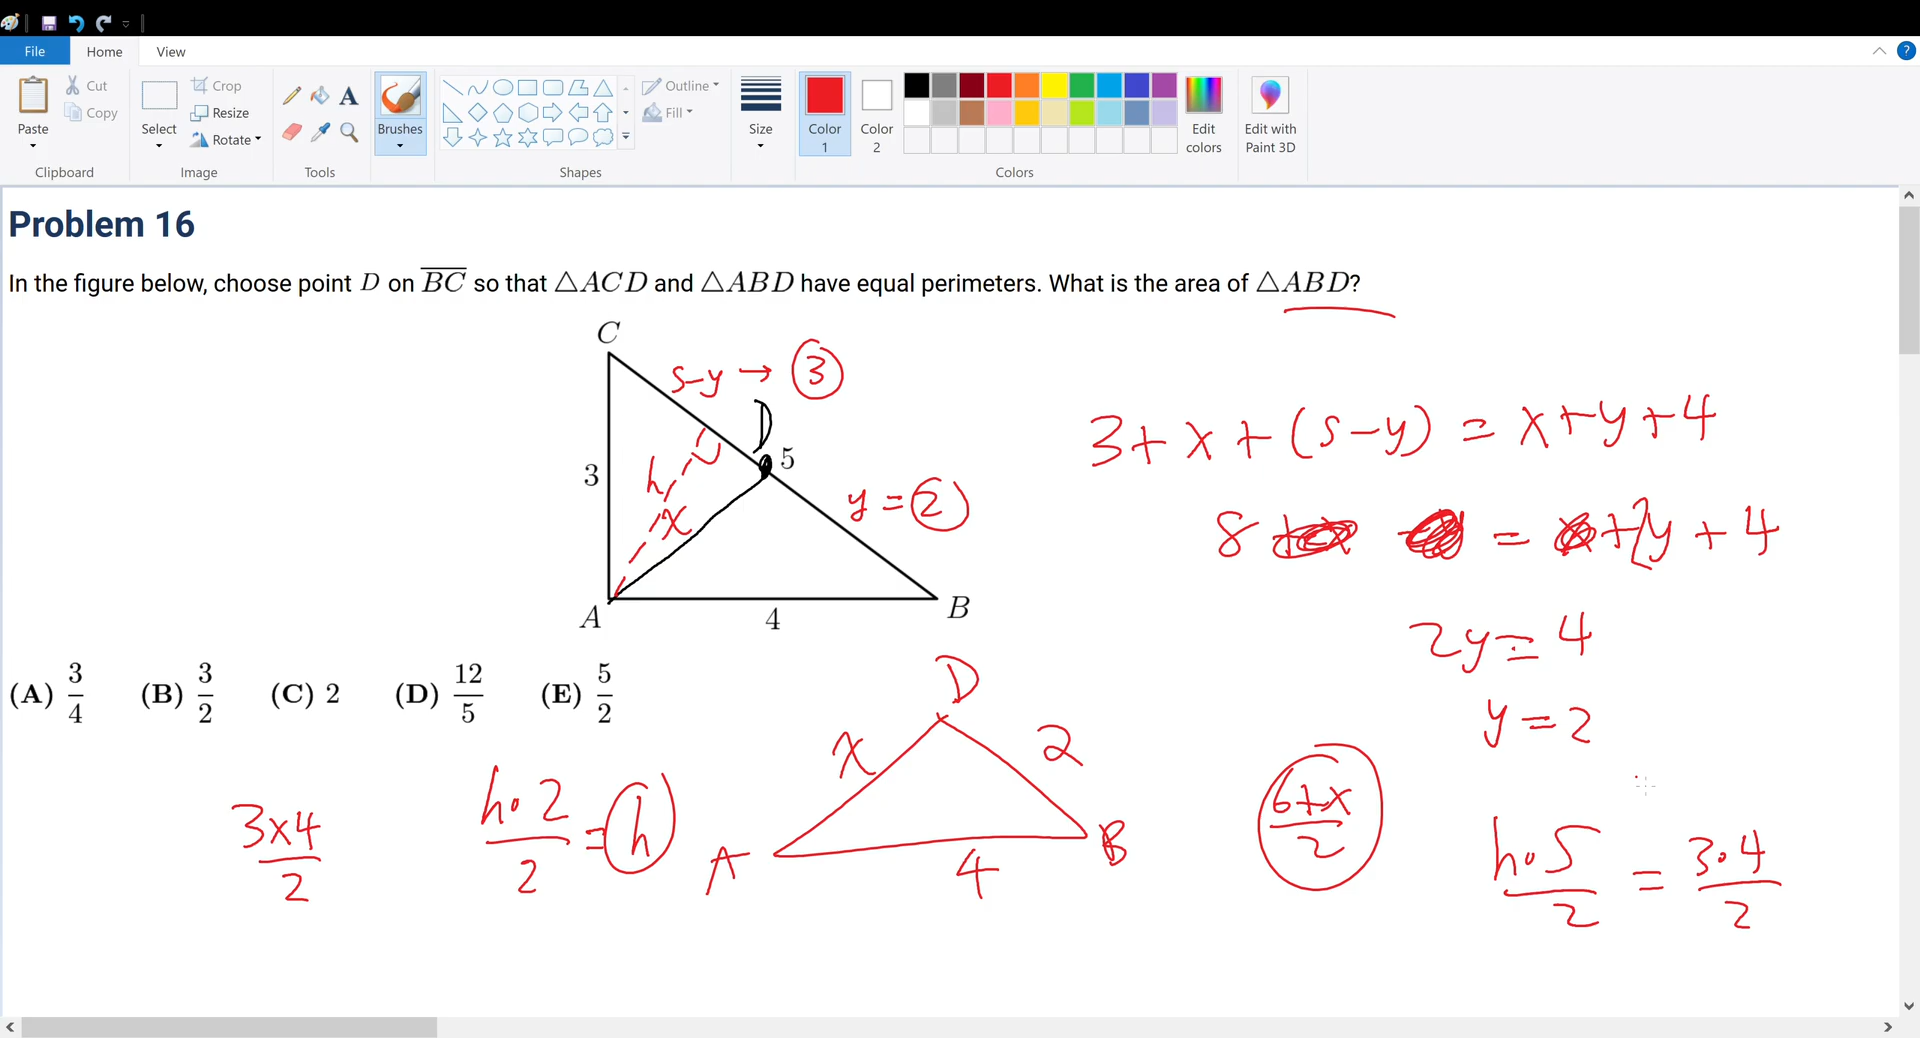 File Home View
Paste
Cut
Copy
Clipboard
Select
Crop
Resize
Rotate
Image
A
Tools
Brushes
Shapes
Outline
Fill
Size
Color 1
Color 2
Edit colors
Colors
Edit with Paint 3D
?
Problem 16
In the figure below, choose point D on BC so that △ACD and △ABD have equal perimeters. What is the area of △ABD?
C
5-y → 3
D
5
3
h
x
y = 2
A
4
B
3 + x + (5-y) = x + y + 4
8 = x + 2y + 4
2y = 4
y = 2
(A) 3/4 (B) 3/2 (C) 2 (D) 12/5 (E) 5/2
D
x
2
A
4
B
3x4/2
h·2/2 = h
6+x/2
h·5/2 = 3·4/2